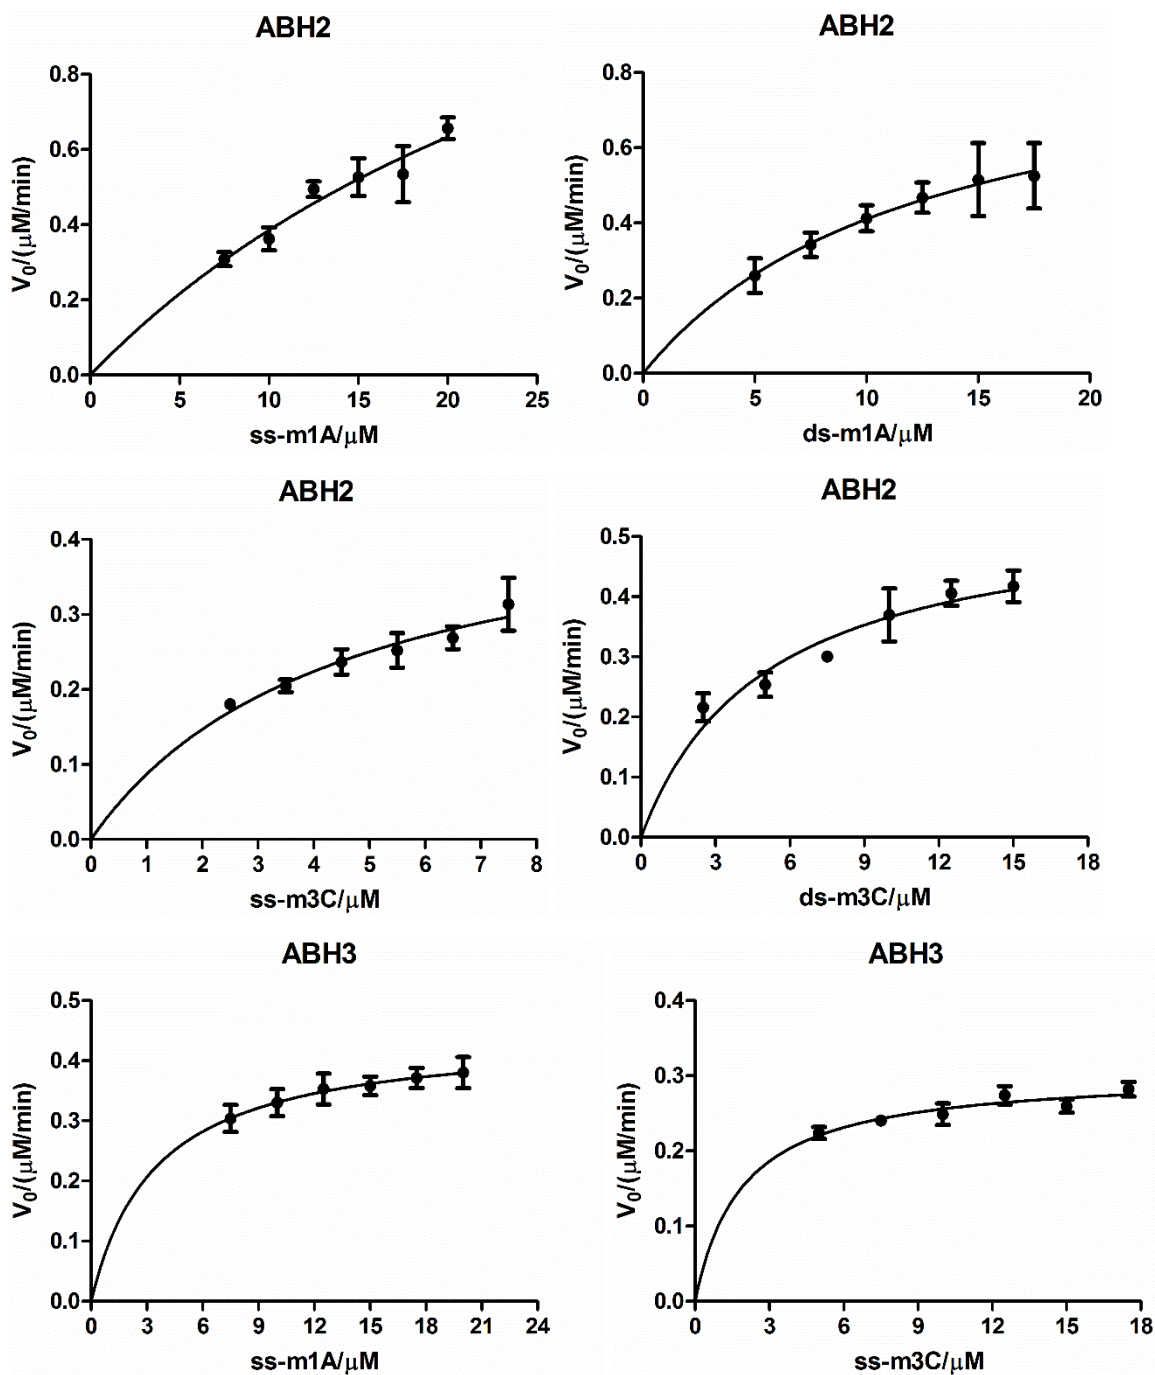 ABH2
V0/(μM/min)
0.8
0.6
0.4
0.2
0.0
0 5 10 15 20 25
ss-m1A/μM
ABH2
V0/(μM/min)
0.8
0.6
0.4
0.2
0.0
0 5 10 15 20
ds-m1A/μM
ABH2
V0/(μM/min)
0.4
0.3
0.2
0.1
0.0
0 1 2 3 4 5 6 7 8
ss-m3C/μM
ABH2
V0/(μM/min)
0.5
0.4
0.3
0.2
0.1
0.0
0 3 6 9 12 15 18
ds-m3C/μM
ABH3
V0/(μM/min)
0.5
0.4
0.3
0.2
0.1
0.0
0 3 6 9 12 15 18 21 24
ss-m1A/μM
ABH3
V0/(μM/min)
0.4
0.3
0.2
0.1
0.0
0 3 6 9 12 15 18
ss-m3C/μM